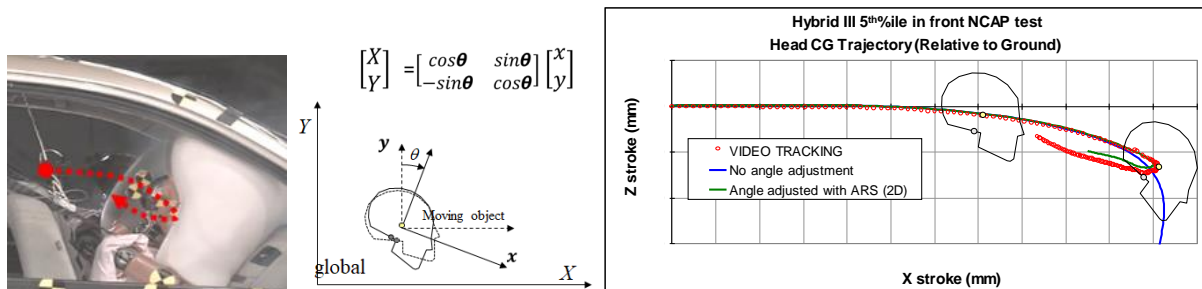 [X Y] = [cosθ sinθ −sinθ cosθ] [x y]
Y
y
θ
Moving object
x
global
X
Hybrid III 5th%ile in front NCAP test
Head CG Trajectory (Relative to Ground)
Z stroke (mm)
VIDEO TRACKING
No angle adjustment
Angle adjusted with ARS (2D)
X stroke (mm)